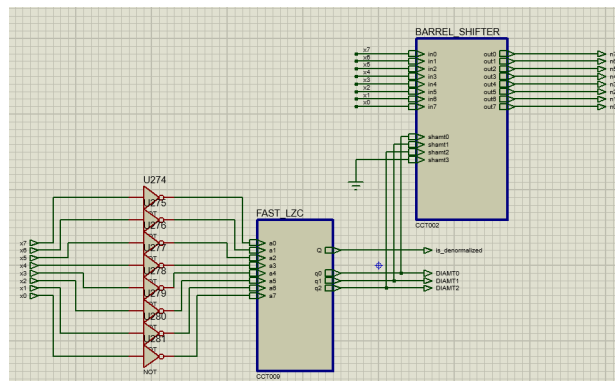 BARREL_SHIFTER
x7 in0 out0
x6 in1 out1
x5 in2 out2
x4 in3 out3
x3 in4 out4
x2 in5 out5
x1 in6 out6
x0 in7 out7
shamt0
shamt1
shamt2
shamt3
CCT002
U274
U275
U276
U277
U278
U279
U280
U281
NOT
FAST_LZC
x7 a0
x6 a1
x5 a2
x4 a3
x3 a4
x2 a5
x1 a6
x0 a7
Q is_denormalized
q0 DIAMT0
q1 DIAMT1
q2 DIAMT2
CCT009